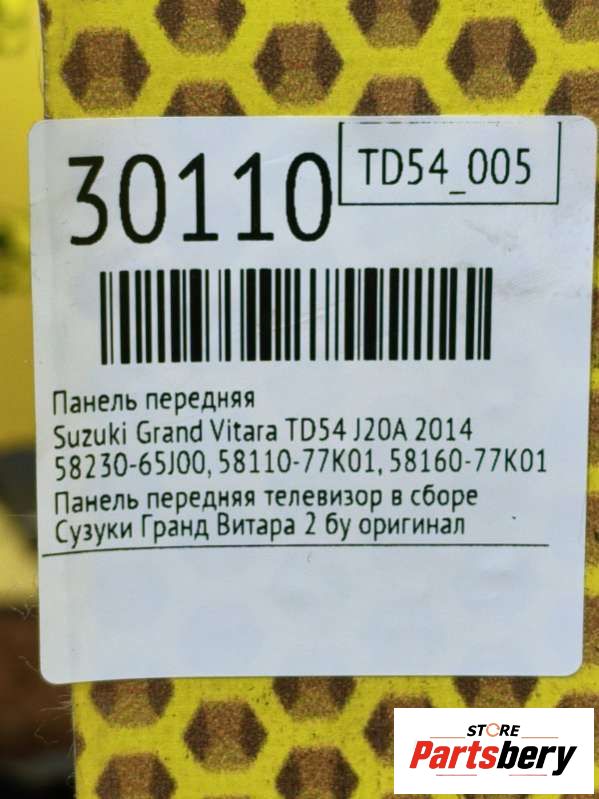 30110
TD54_005
Панель передняя
Suzuki Grand Vitara TD54 J20A 2014
58230-65J00, 58110-77K01, 58160-77K01
Панель передняя телевизор в сборе
Сузуки Гранд Витара 2 бу оригинал
STORE
Partsbery